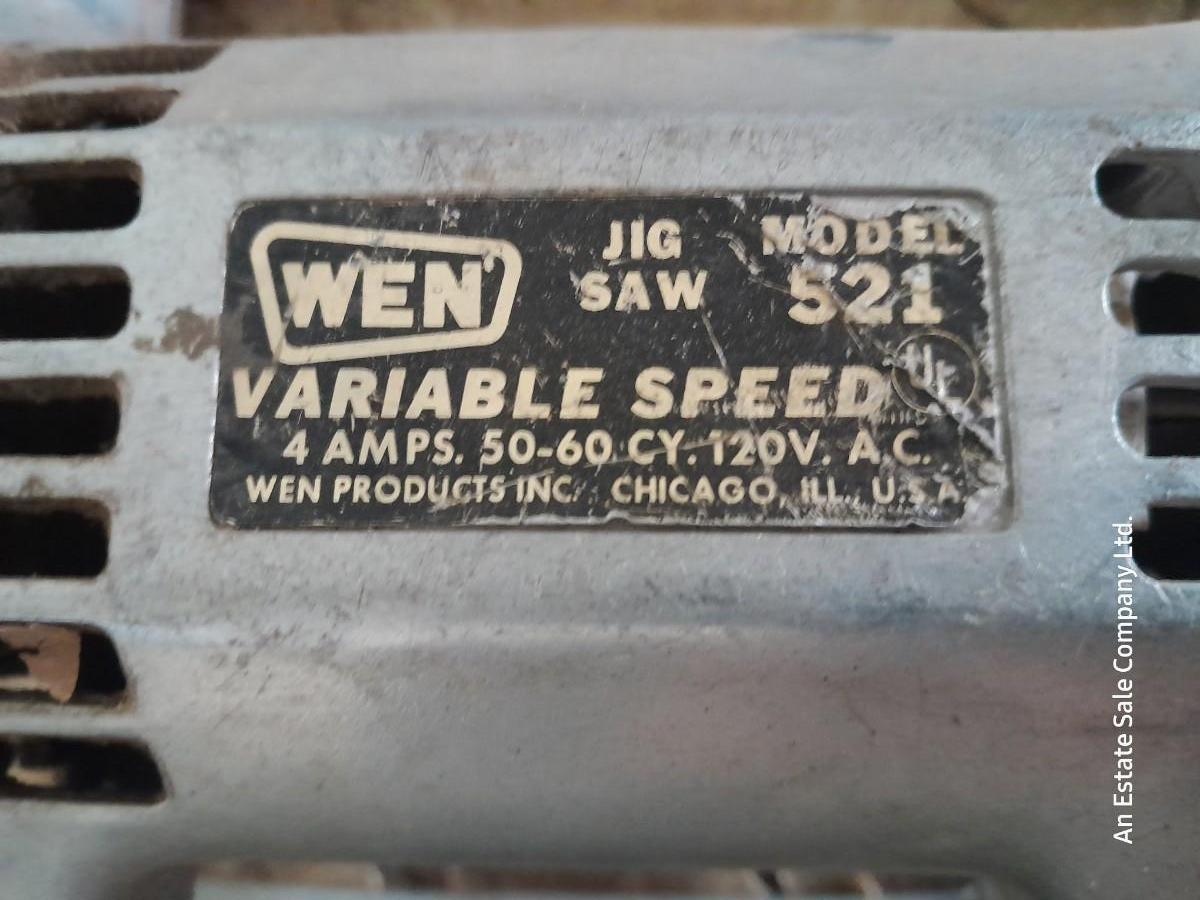 WEN
JIG
SAW
MODEL
521
VARIABLE SPEED
UL
4 AMPS. 50-60 CY. 120V. A.C.
WEN PRODUCTS INC. CHICAGO, ILL., U.S.A.
An Estate Sale Company Ltd.